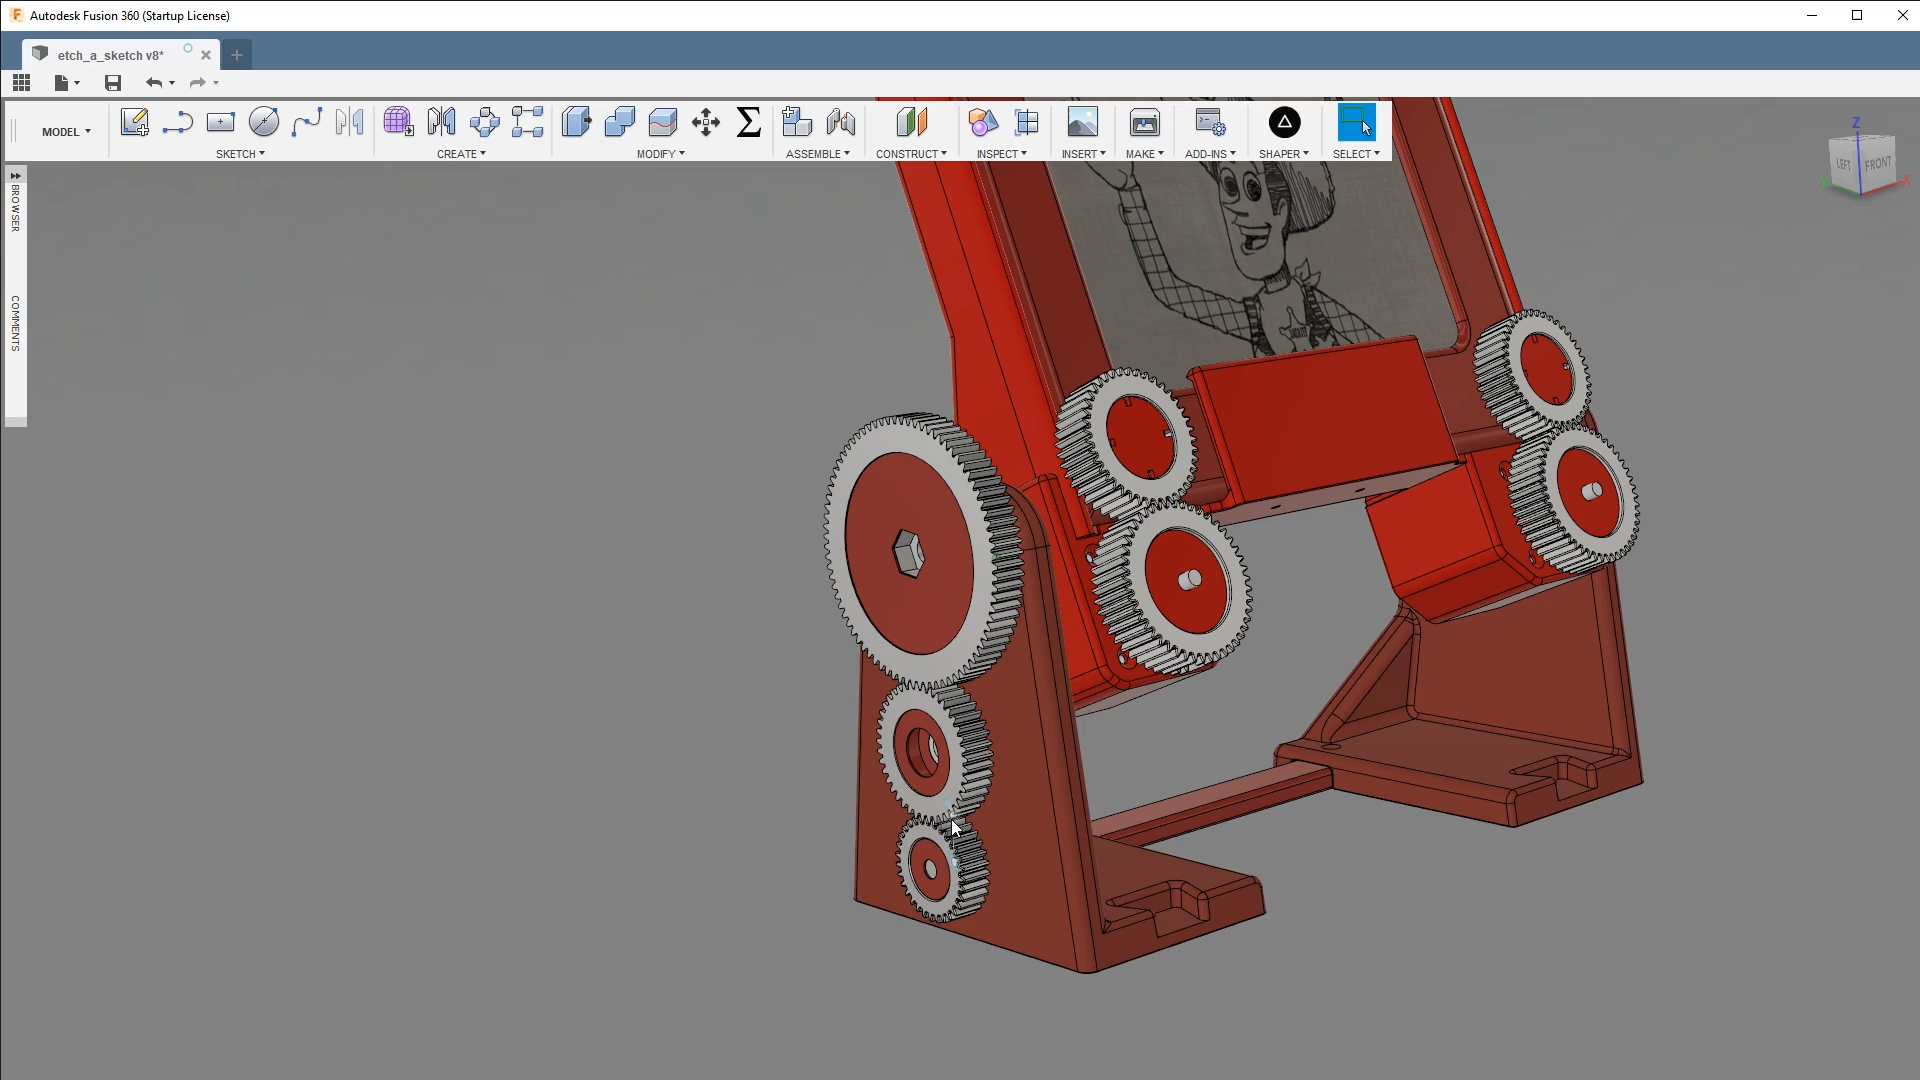 Autodesk Fusion 360 (Startup License)
etch_a_sketch v8*
MODEL
SKETCH
CREATE
MODIFY
ASSEMBLE
CONSTRUCT
INSPECT
INSERT
MAKE
ADD-INS
SHAPER
SELECT
BROWSER
COMMENTS
Z
LEFT
FRONT
X